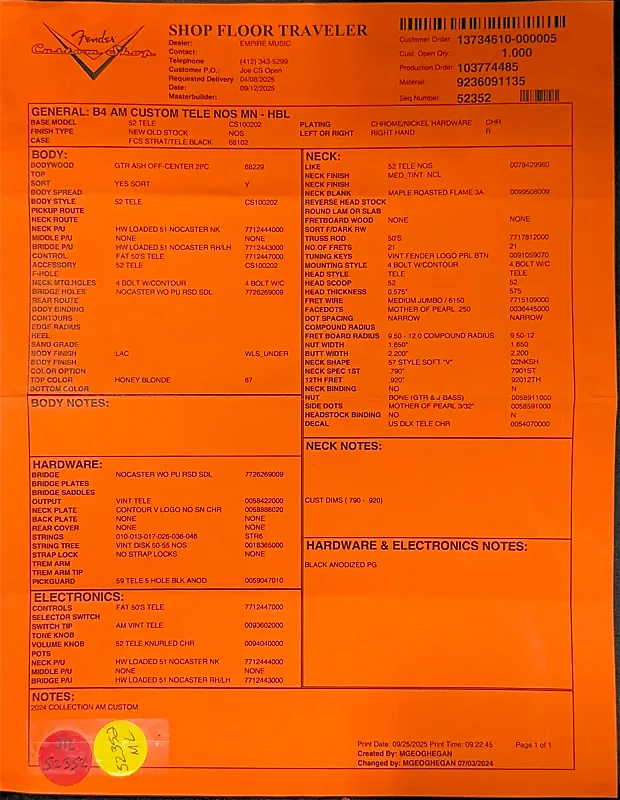 Fender
Custom Shop
SHOP FLOOR TRAVELER
Dealer: EMPIRE MUSIC
Contact:
Telephone (412) 343-5299
Customer P.O.: Joe CS Open
Requested Delivery 04/08/2025
Date: 09/12/2025
Masterbuilder:
Customer Order: 13734610-000005
Cust. Open Qty: 1.000
Production Order: 103774485
Material: 9236091135
Seq Number 52352
GENERAL: B4 AM CUSTOM TELE NOS MN - HBL
BASE MODEL 52 TELE CS100202 PLATING CHROME/NICKEL HARDWARE CHR
FINISH TYPE NEW OLD STOCK NOS LEFT OR RIGHT RIGHT HAND R
CASE FCS STRAT/TELE BLACK 68102
BODY:
BODYWOOD GTR ASH OFF-CENTER 2PC 68229
TOP
SORT YES SORT Y
BODY SPREAD
BODY STYLE 52 TELE CS100202
PICKUP ROUTE
NECK ROUTE
NECK P/U HW LOADED 51 NOCASTER NK 7712444000
MIDDLE P/U NONE NONE
BRIDGE P/U HW LOADED 51 NOCASTER RH/LH 7712443000
CONTROL FAT 50'S TELE 7712447000
ACCESSORY 52 TELE CS100202
F-HOLE
NECK MTG.HOLES 4 BOLT W/CONTOUR 4 BOLT W/C
BRIDGE HOLES NOCASTER WO PU RSD SDL 7726269009
REAR ROUTE
BODY BINDING
CONTOURS
EDGE RADIUS
HEEL
SAND GRADE
BODY FINISH LAC WLS_UNDER
BODY FINISH
COLOR OPTION
TOP COLOR HONEY BLONDE 67
BOTTOM COLOR
BODY NOTES:
HARDWARE:
BRIDGE NOCASTER WO PU RSD SDL 7726269009
BRIDGE PLATES
BRIDGE SADDLES
OUTPUT VINT TELE 0058422000
NECK PLATE CONTOUR V LOGO NO SN CHR 0058886020
BACK PLATE NONE NONE
REAR COVER NONE NONE
STRINGS 010-013-017-026-036-046 STR6
STRING TREE VINT DISK 50-65 NOS 0018365000
STRAP LOCK NO STRAP LOCKS NONE
TREM ARM
TREM ARM TIP
PICKGUARD 59 TELE 5 HOLE BLK ANOD 0059047010
ELECTRONICS:
CONTROLS FAT 50'S TELE 7712447000
SELECTOR SWITCH
SWITCH TIP AM VINT TELE 0093602000
TONE KNOB
VOLUME KNOB 52 TELE KNURLED CHR 0094040000
POTS
NECK P/U HW LOADED 51 NOCASTER NK 7712444000
MIDDLE P/U NONE NONE
BRIDGE P/U HW LOADED 51 NOCASTER RH/LH 7712443000
NECK:
LIKE 52 TELE NOS 0078429980
NECK FINISH MED_TINT_NCL
NECK FINISH
NECK BLANK MAPLE ROASTED FLAME 3A 0099508009
REVERSE HEAD STOCK
ROUND LAM OR SLAB
FRETBORD WOOD NONE NONE
SORT F/DARK RW
TRUSS ROD 50'S 7717812000
NO.OF FRETS 21 21
TUNING KEYS VINT FENDER LOGO PRL BTN 0091059070
MOUNTING STYLE 4 BOLT W/CONTOUR 4 BOLT W/C
HEAD STYLE TELE TELE
HEAD SCOOP 52 52
HEAD THICKNESS 0.575" 575
FRET WIRE MEDIUM JUMBO / 6150 7715109000
FACEDOTS MOTHER OF PEARL .250 0036445000
DOT SPACING NARROW NARROW
COMPOUND RADIUS
FRET BOARD RADIUS 9.50 - 12.0 COMPOUND RADIUS 9.50-12
NUT WIDTH 1.650" 1.650
BUTT WIDTH 2.200" 2.200
NECK SHAPE 57 STYLE SOFT "V" 02NKSH
NECK SPEC 1ST .790" 7901ST
12TH FRET .920" 92012TH
NECK BINDING NO N
NUT BONE (GTR & J-BASS) 0058911000
SIDE DOTS MOTHER OF PEARL 3/32" 0058591000
HEADSTOCK BINDING NO N
DECAL US DLX TELE CHR 0054070000
NECK NOTES:
CUST DIMS (.790 - .920)
HARDWARE & ELECTRONICS NOTES:
BLACK ANODIZED PG
NOTES:
2024 COLLECTION AM CUSTOM
52352
52352
ML
Print Date: 09/25/2025 Print Time: 09:22:45 Page 1 of 1
Created By: MGEOGHEGAN
Changed by: MGEOGHEGAN 07/03/2024